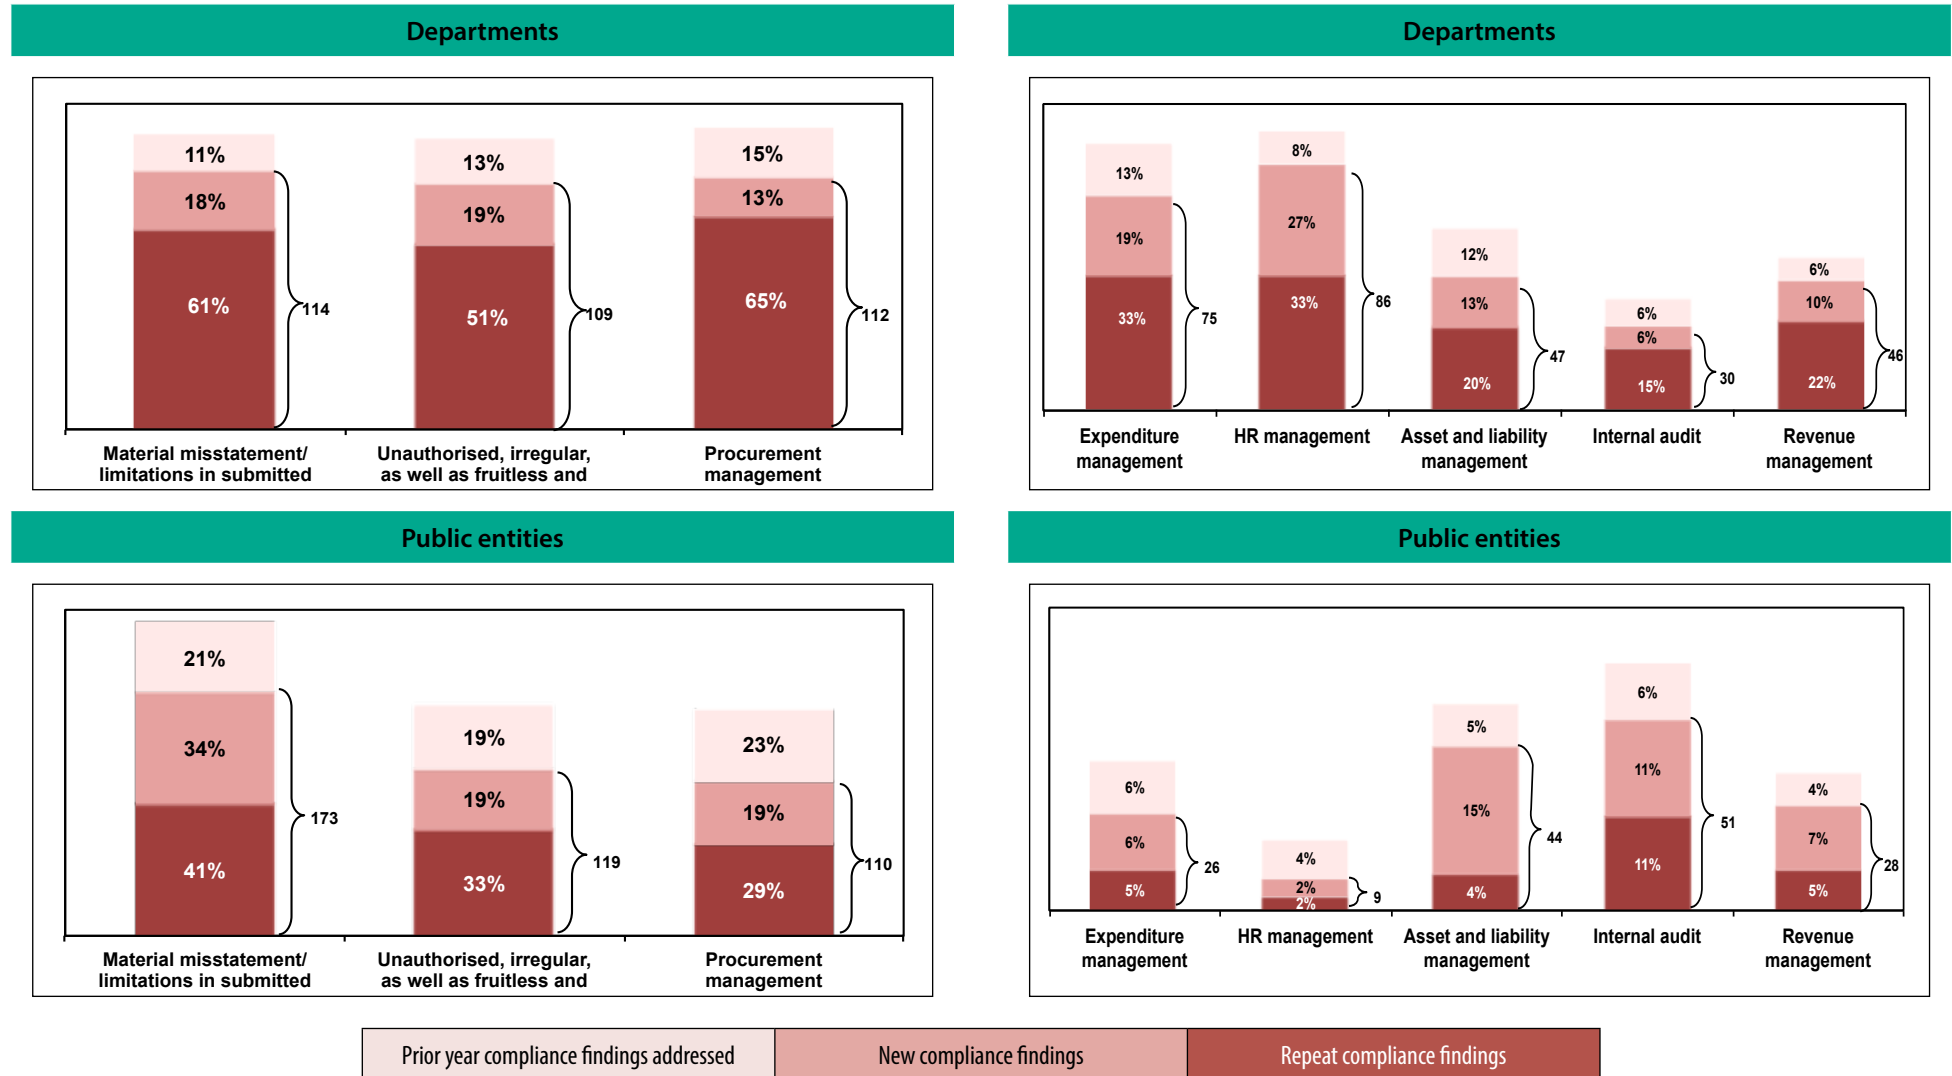 Departments
11%
18%
61%
114
13%
19%
51%
109
15%
13%
65%
112
Material misstatement/
limitations in submitted
Unauthorised, irregular,
as well as fruitless and
Procurement
management
Departments
13%
19%
33%
75
8%
27%
33%
86
12%
13%
20%
47
6%
6%
15%
30
6%
10%
22%
46
Expenditure
management
HR management
Asset and liability
management
Internal audit
Revenue
management
Public entities
21%
34%
41%
173
19%
19%
33%
119
23%
19%
29%
110
Material misstatement/
limitations in submitted
Unauthorised, irregular,
as well as fruitless and
Procurement
management
Public entities
6%
6%
5%
26
4%
2%
2%
9
5%
15%
4%
44
6%
11%
11%
51
4%
7%
5%
28
Expenditure
management
HR management
Asset and liability
management
Internal audit
Revenue
management
Prior year compliance findings addressed
New compliance findings
Repeat compliance findings